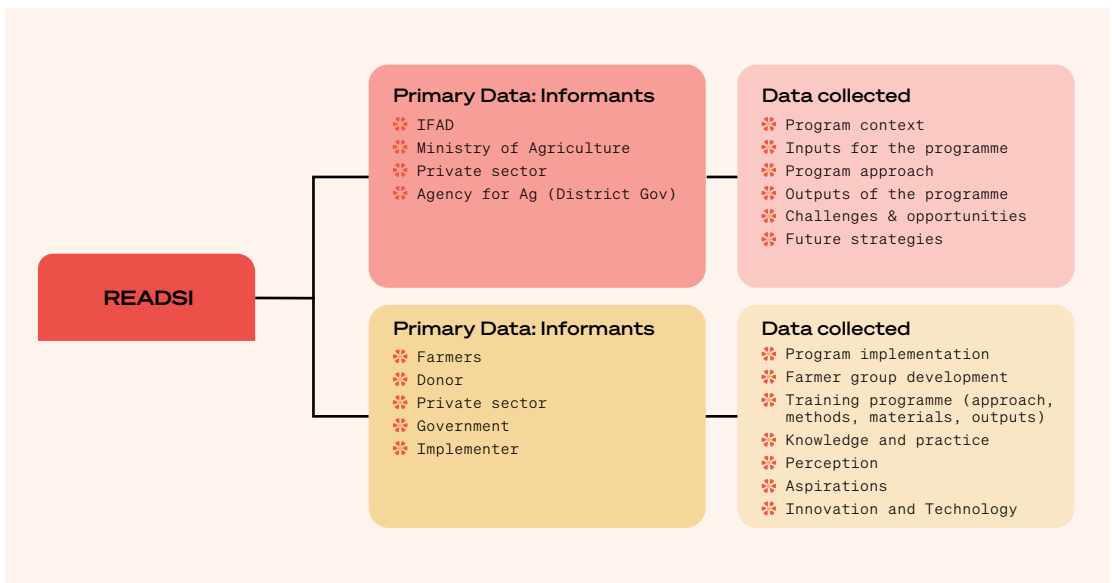 READSI
Primary Data: Informants
IFAD
Ministry of Agriculture
Private sector
Agency for Ag (District Gov)
Data collected
Program context
Inputs for the programme
Program approach
Outputs of the programme
Challenges & opportunities
Future strategies
Primary Data: Informants
Farmers
Donor
Private sector
Government
Implementer
Data collected
Program implementation
Farmer group development
Training programme (approach,
methods, materials, outputs)
Knowledge and practice
Perception
Aspirations
Innovation and Technology